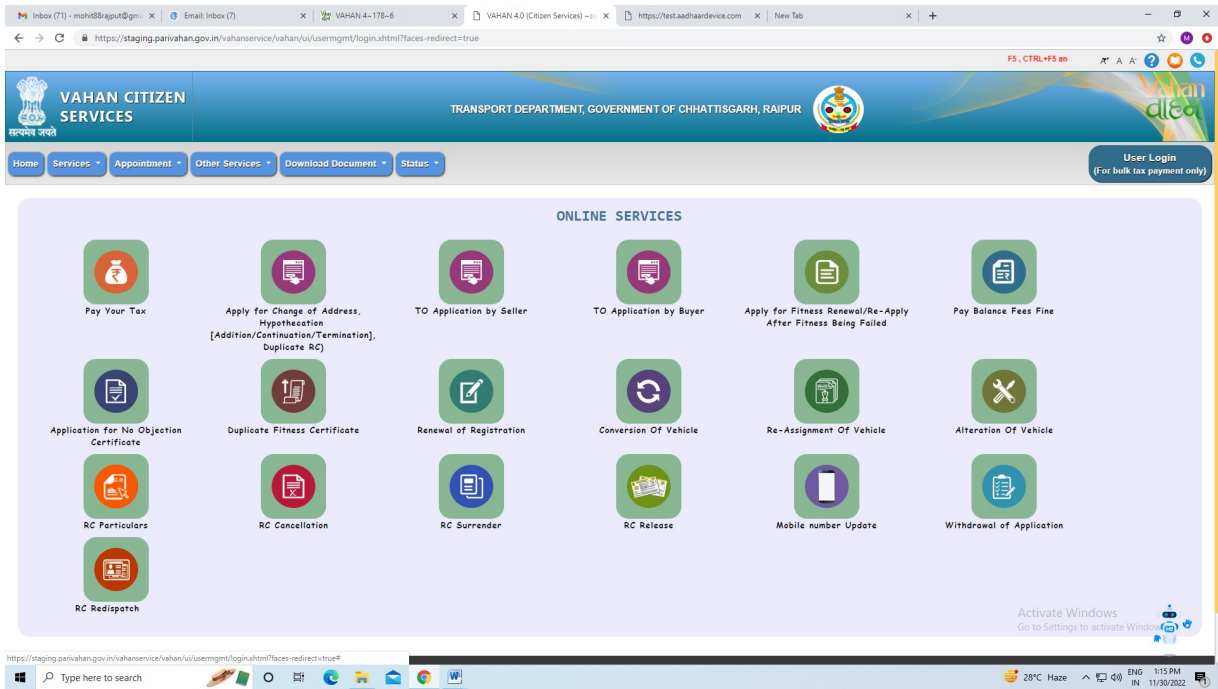 Inbox (71) - mohit88rajput@gm
Email: Inbox (7)
VAHAN 4~178~6
VAHAN 4.0 (Citizen Services) ~
https://test.aadhaardevice.com
New Tab
https://staging.parivahan.gov.in/vahanservice/vahan/ui/usermgmt/login.xhtml?faces-redirect=true
M
F5 , CTRL+F5 an
A+ A A-
VAHAN CITIZEN
SERVICES
सत्यमेव जयते
TRANSPORT DEPARTMENT, GOVERNMENT OF CHHATTISGARH, RAIPUR
Vahan
वाहन
Home
Services
Appointment
Other Services
Download Document
Status
User Login
(For bulk tax payment only)
ONLINE SERVICES
Pay Your Tax
Apply for Change of Address,
Hypothecation
[Addition/Continuation/Termination],
Duplicate RC)
TO Application by Seller
TO Application by Buyer
Apply for Fitness Renewal/Re-Apply
After Fitness Being Failed
Pay Balance Fees Fine
Application for No Objection
Certificate
Duplicate Fitness Certificate
Renewal of Registration
Conversion Of Vehicle
Re-Assignment Of Vehicle
Alteration Of Vehicle
RC Particulars
RC Cancellation
RC Surrender
RC Release
Mobile number Update
Withdrawal of Application
RC Redispatch
Activate Windows
Go to Settings to activate Window
https://staging.parivahan.gov.in/vahanservice/vahan/ui/usermgmt/login.xhtml?faces-redirect=true#
Type here to search
28°C Haze
ENG
IN
1:15 PM
11/30/2022